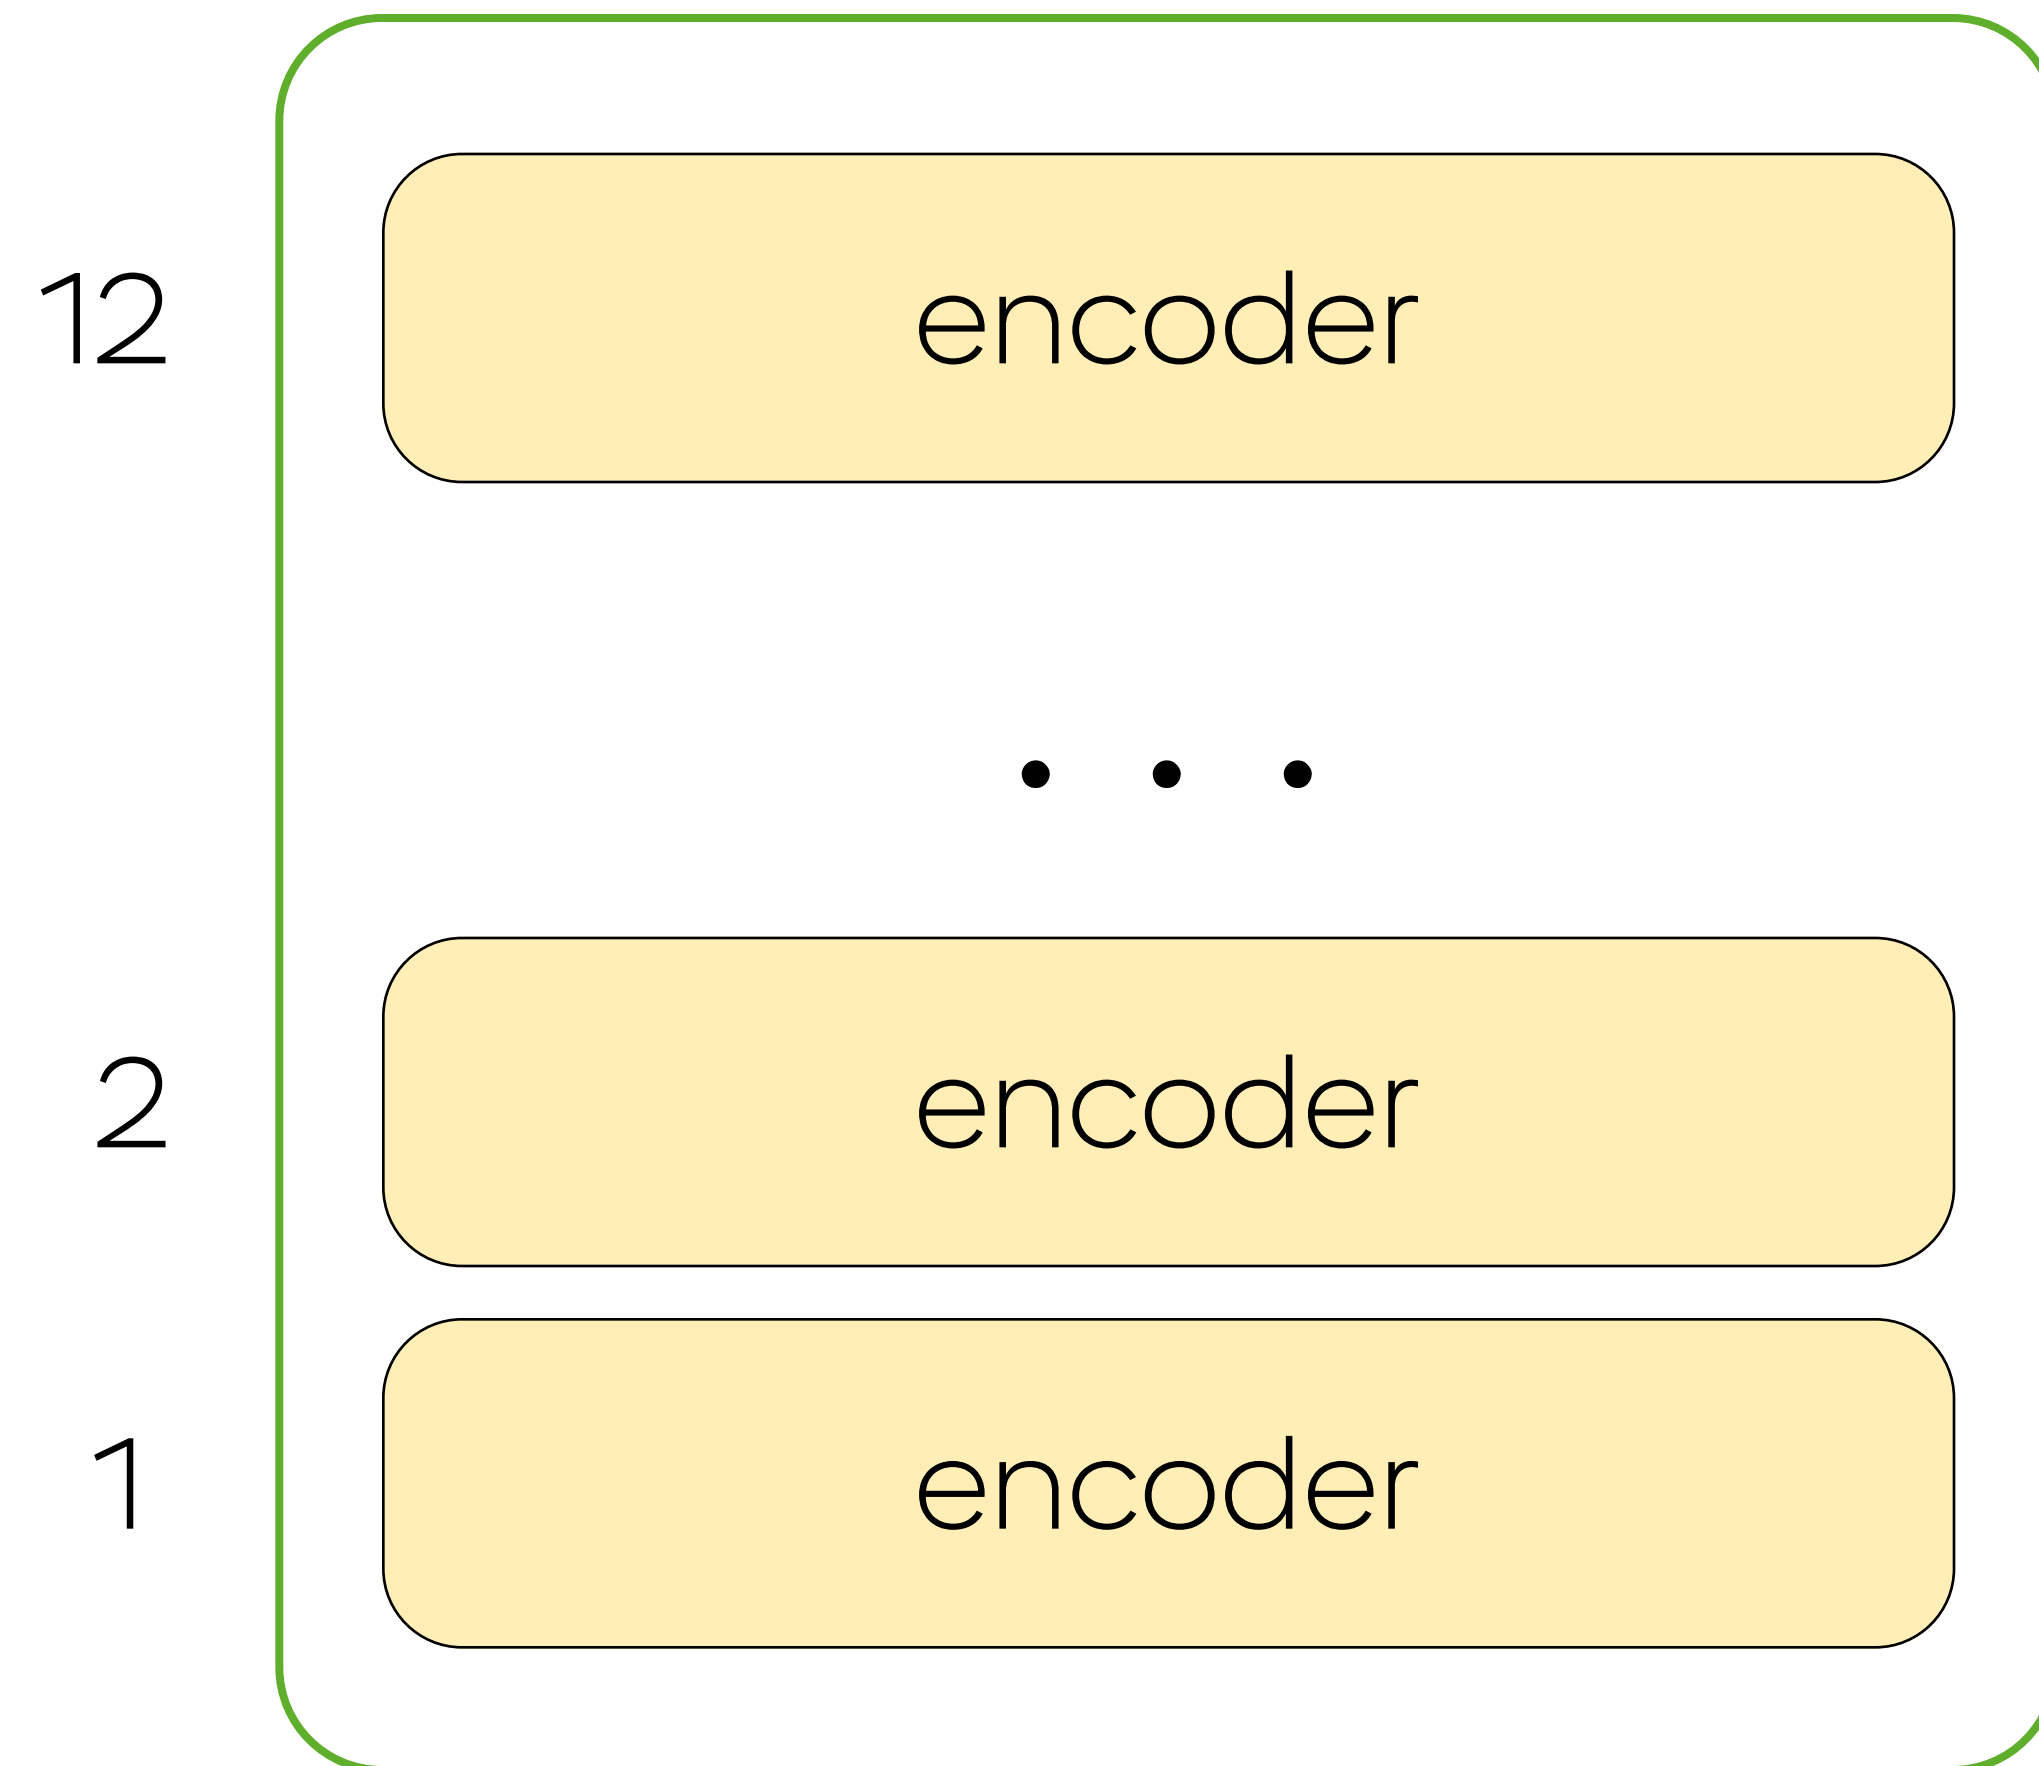 12 encoder
. . .
2 encoder
1 encoder